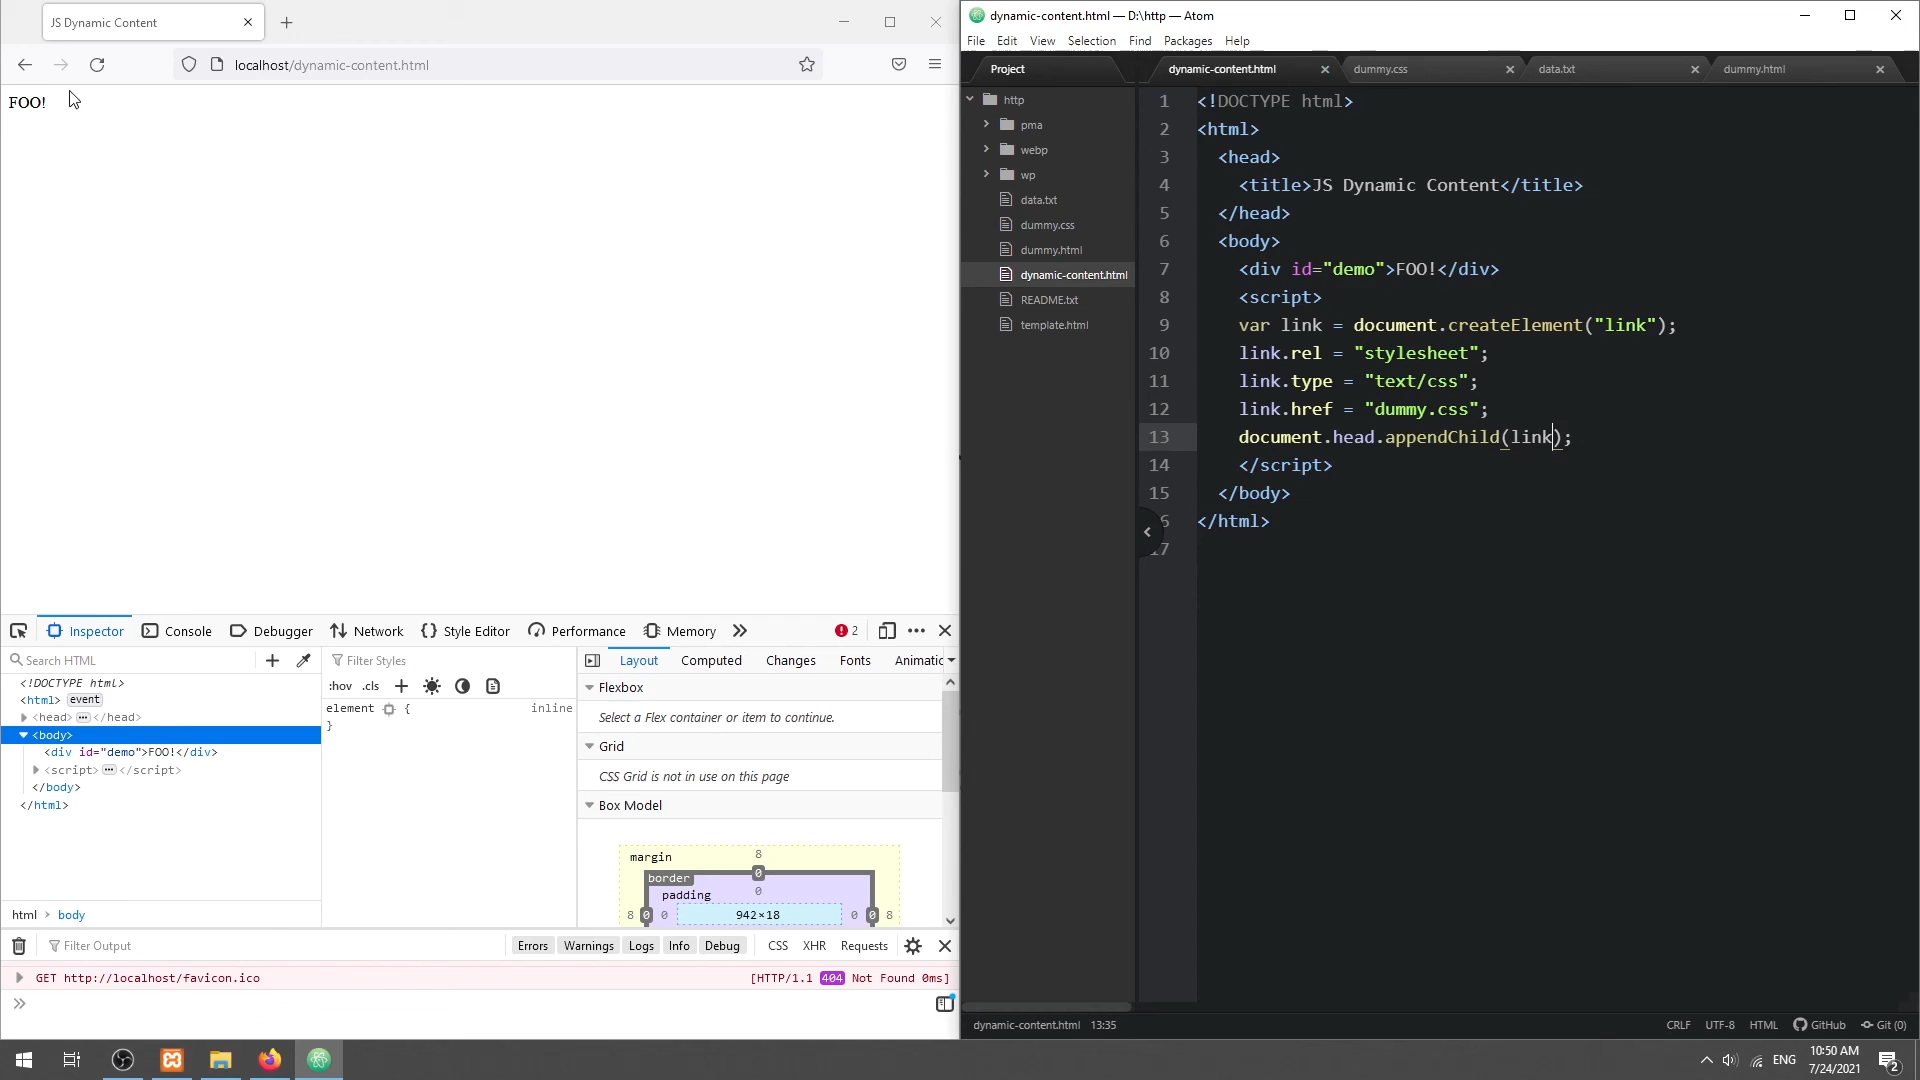 JS Dynamic Content
localhost/dynamic-content.html
FOO!
Inspector Console Debugger Network Style Editor Performance Memory 2
Search HTML
<!DOCTYPE html>
<html> event
<head> ••• </head>
<body>
<div id="demo">FOO!</div>
<script> ••• </script>
</body>
</html>
html > body
Filter Styles
:hov .cls +
element { inline
}
Layout Computed Changes Fonts Animatic
Flexbox
Select a Flex container or item to continue.
Grid
CSS Grid is not in use on this page
Box Model
margin 8
border 0
padding 0
8 0 0 942×18 0 0 8
Filter Output Errors Warnings Logs Info Debug CSS XHR Requests
GET http://localhost/favicon.ico [HTTP/1.1 404 Not Found 0ms]
dynamic-content.html — D:\http — Atom
File Edit View Selection Find Packages Help
Project
http
pma
webp
wp
data.txt
dummy.css
dummy.html
dynamic-content.html
README.txt
template.html
dynamic-content.html dummy.css data.txt dummy.html
1 <!DOCTYPE html>
2 <html>
3 <head>
4 <title>JS Dynamic Content</title>
5 </head>
6 <body>
7 <div id="demo">FOO!</div>
8 <script>
9 var link = document.createElement("link");
10 link.rel = "stylesheet";
11 link.type = "text/css";
12 link.href = "dummy.css";
13 document.head.appendChild(link);
14 </script>
15 </body>
6 </html>
17
dynamic-content.html 13:35 CRLF UTF-8 HTML GitHub Git (0)
ENG 10:50 AM
7/24/2021 2